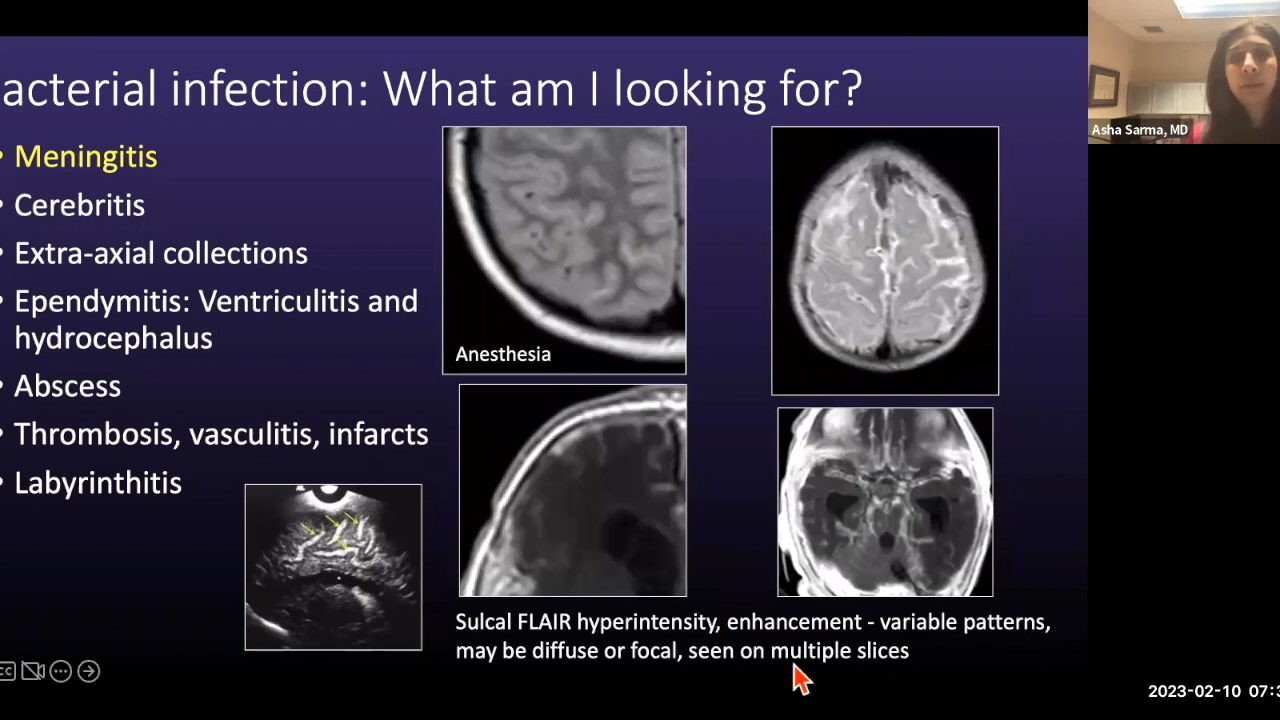 acterial infection: What am I looking for?
Asha Sarma, MD
• Meningitis
• Cerebritis
• Extra-axial collections
• Ependymitis: Ventriculitis and
hydrocephalus
• Abscess
• Thrombosis, vasculitis, infarcts
• Labyrinthitis
Anesthesia
Sulcal FLAIR hyperintensity, enhancement - variable patterns,
may be diffuse or focal, seen on multiple slices
CC
2023-02-10 07:3